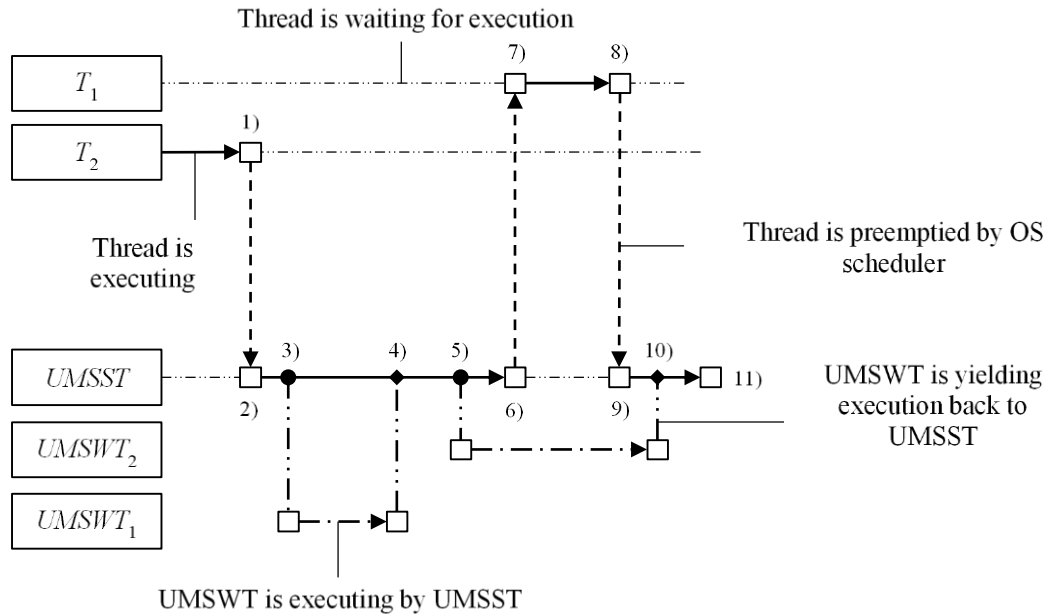 Thread is waiting for execution
7)
8)
T1
1)
T2
Thread is
executing
Thread is preemptied by OS
scheduler
3)
4)
5)
10)
UMSST
11)
2)
6)
9)
UMSWT is yielding
execution back to
UMSST
UMSWT2
UMSWT1
UMSWT is executing by UMSST